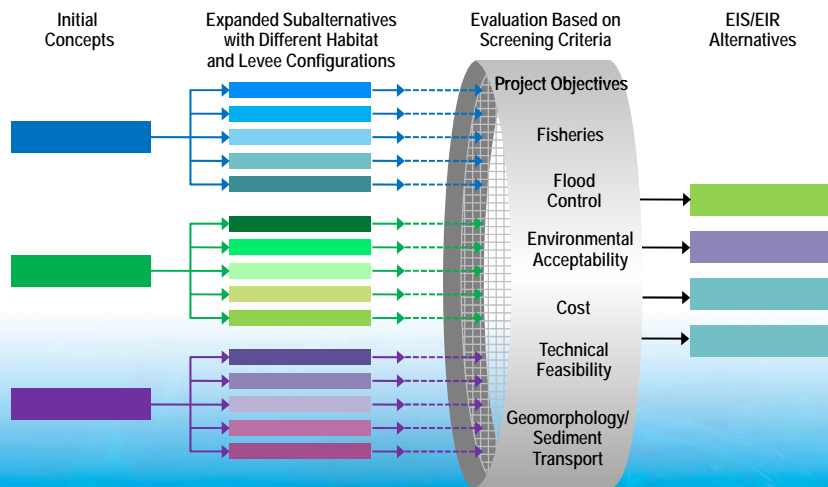 Initial
Concepts
Expanded Subalternatives
with Different Habitat
and Levee Configurations
Evaluation Based on
Screening Criteria
EIS/EIR
Alternatives
Project Objectives
Fisheries
Flood
Control
Environmental
Acceptability
Cost
Technical
Feasibility
Geomorphology/
Sediment
Transport